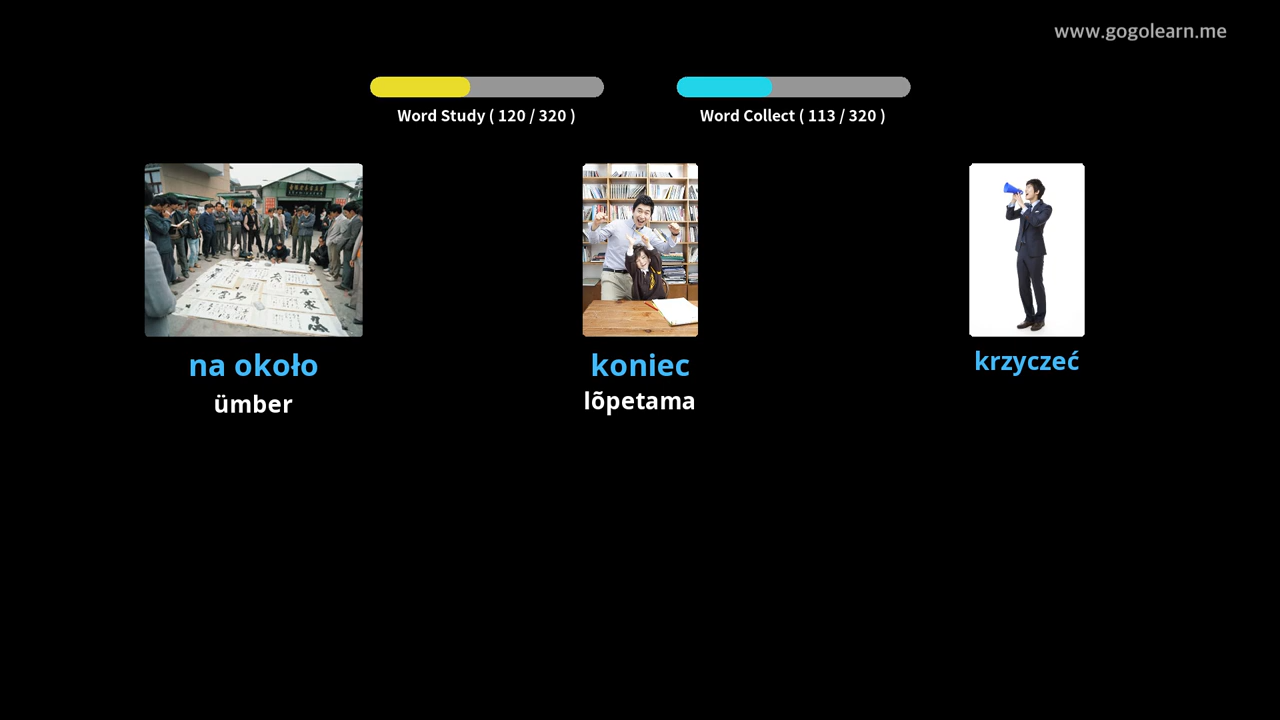 www.gogolearn.me
Word Study ( 120 / 320 )
Word Collect ( 113 / 320 )
na około
koniec
krzyczeć
ümber
lõpetama